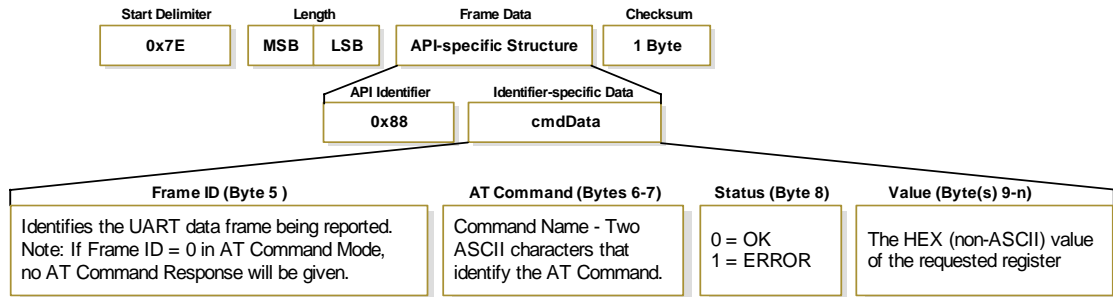 Start Delimiter
Length
Frame Data
Checksum
0x7E
MSB
LSB
API-specific Structure
1 Byte
API Identifier
Identifier-specific Data
0x88
cmdData
Frame ID (Byte 5 )
AT Command (Bytes 6-7)
Status (Byte 8)
Value (Byte(s) 9-n)
Identifies the UART data frame being reported.
Note: If Frame ID = 0 in AT Command Mode,
no AT Command Response will be given.
Command Name - Two
ASCII characters that
identify the AT Command.
0 = OK
1 = ERROR
The HEX (non-ASCII) value
of the requested register